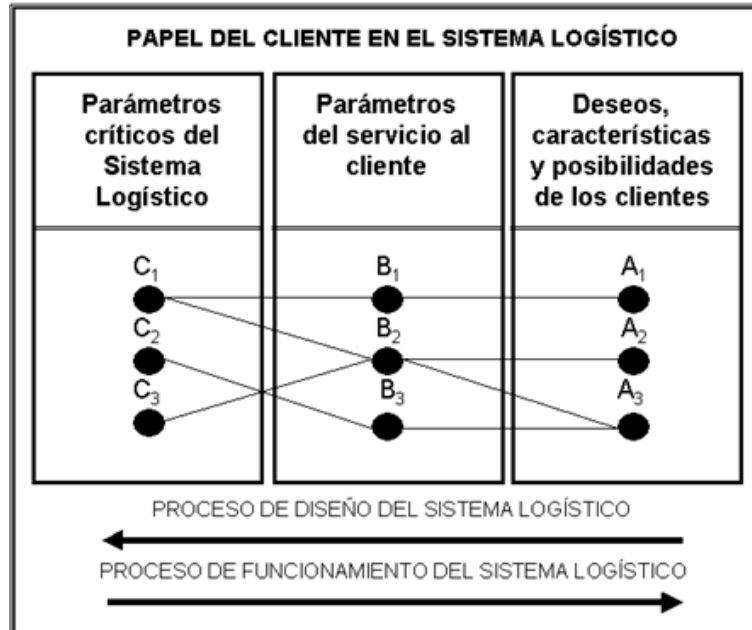 PAPEL DEL CLIENTE EN EL SISTEMA LOGÍSTICO
Parámetros
críticos del
Sistema
Logístico
Parámetros
del servicio al
cliente
Deseos,
características
y posibilidades
de los clientes
C1
B1
A1
C2
B2
A2
C3
B3
A3
PROCESO DE DISEÑO DEL SISTEMA LOGÍSTICO
PROCESO DE FUNCIONAMIENTO DEL SISTEMA LOGÍSTICO